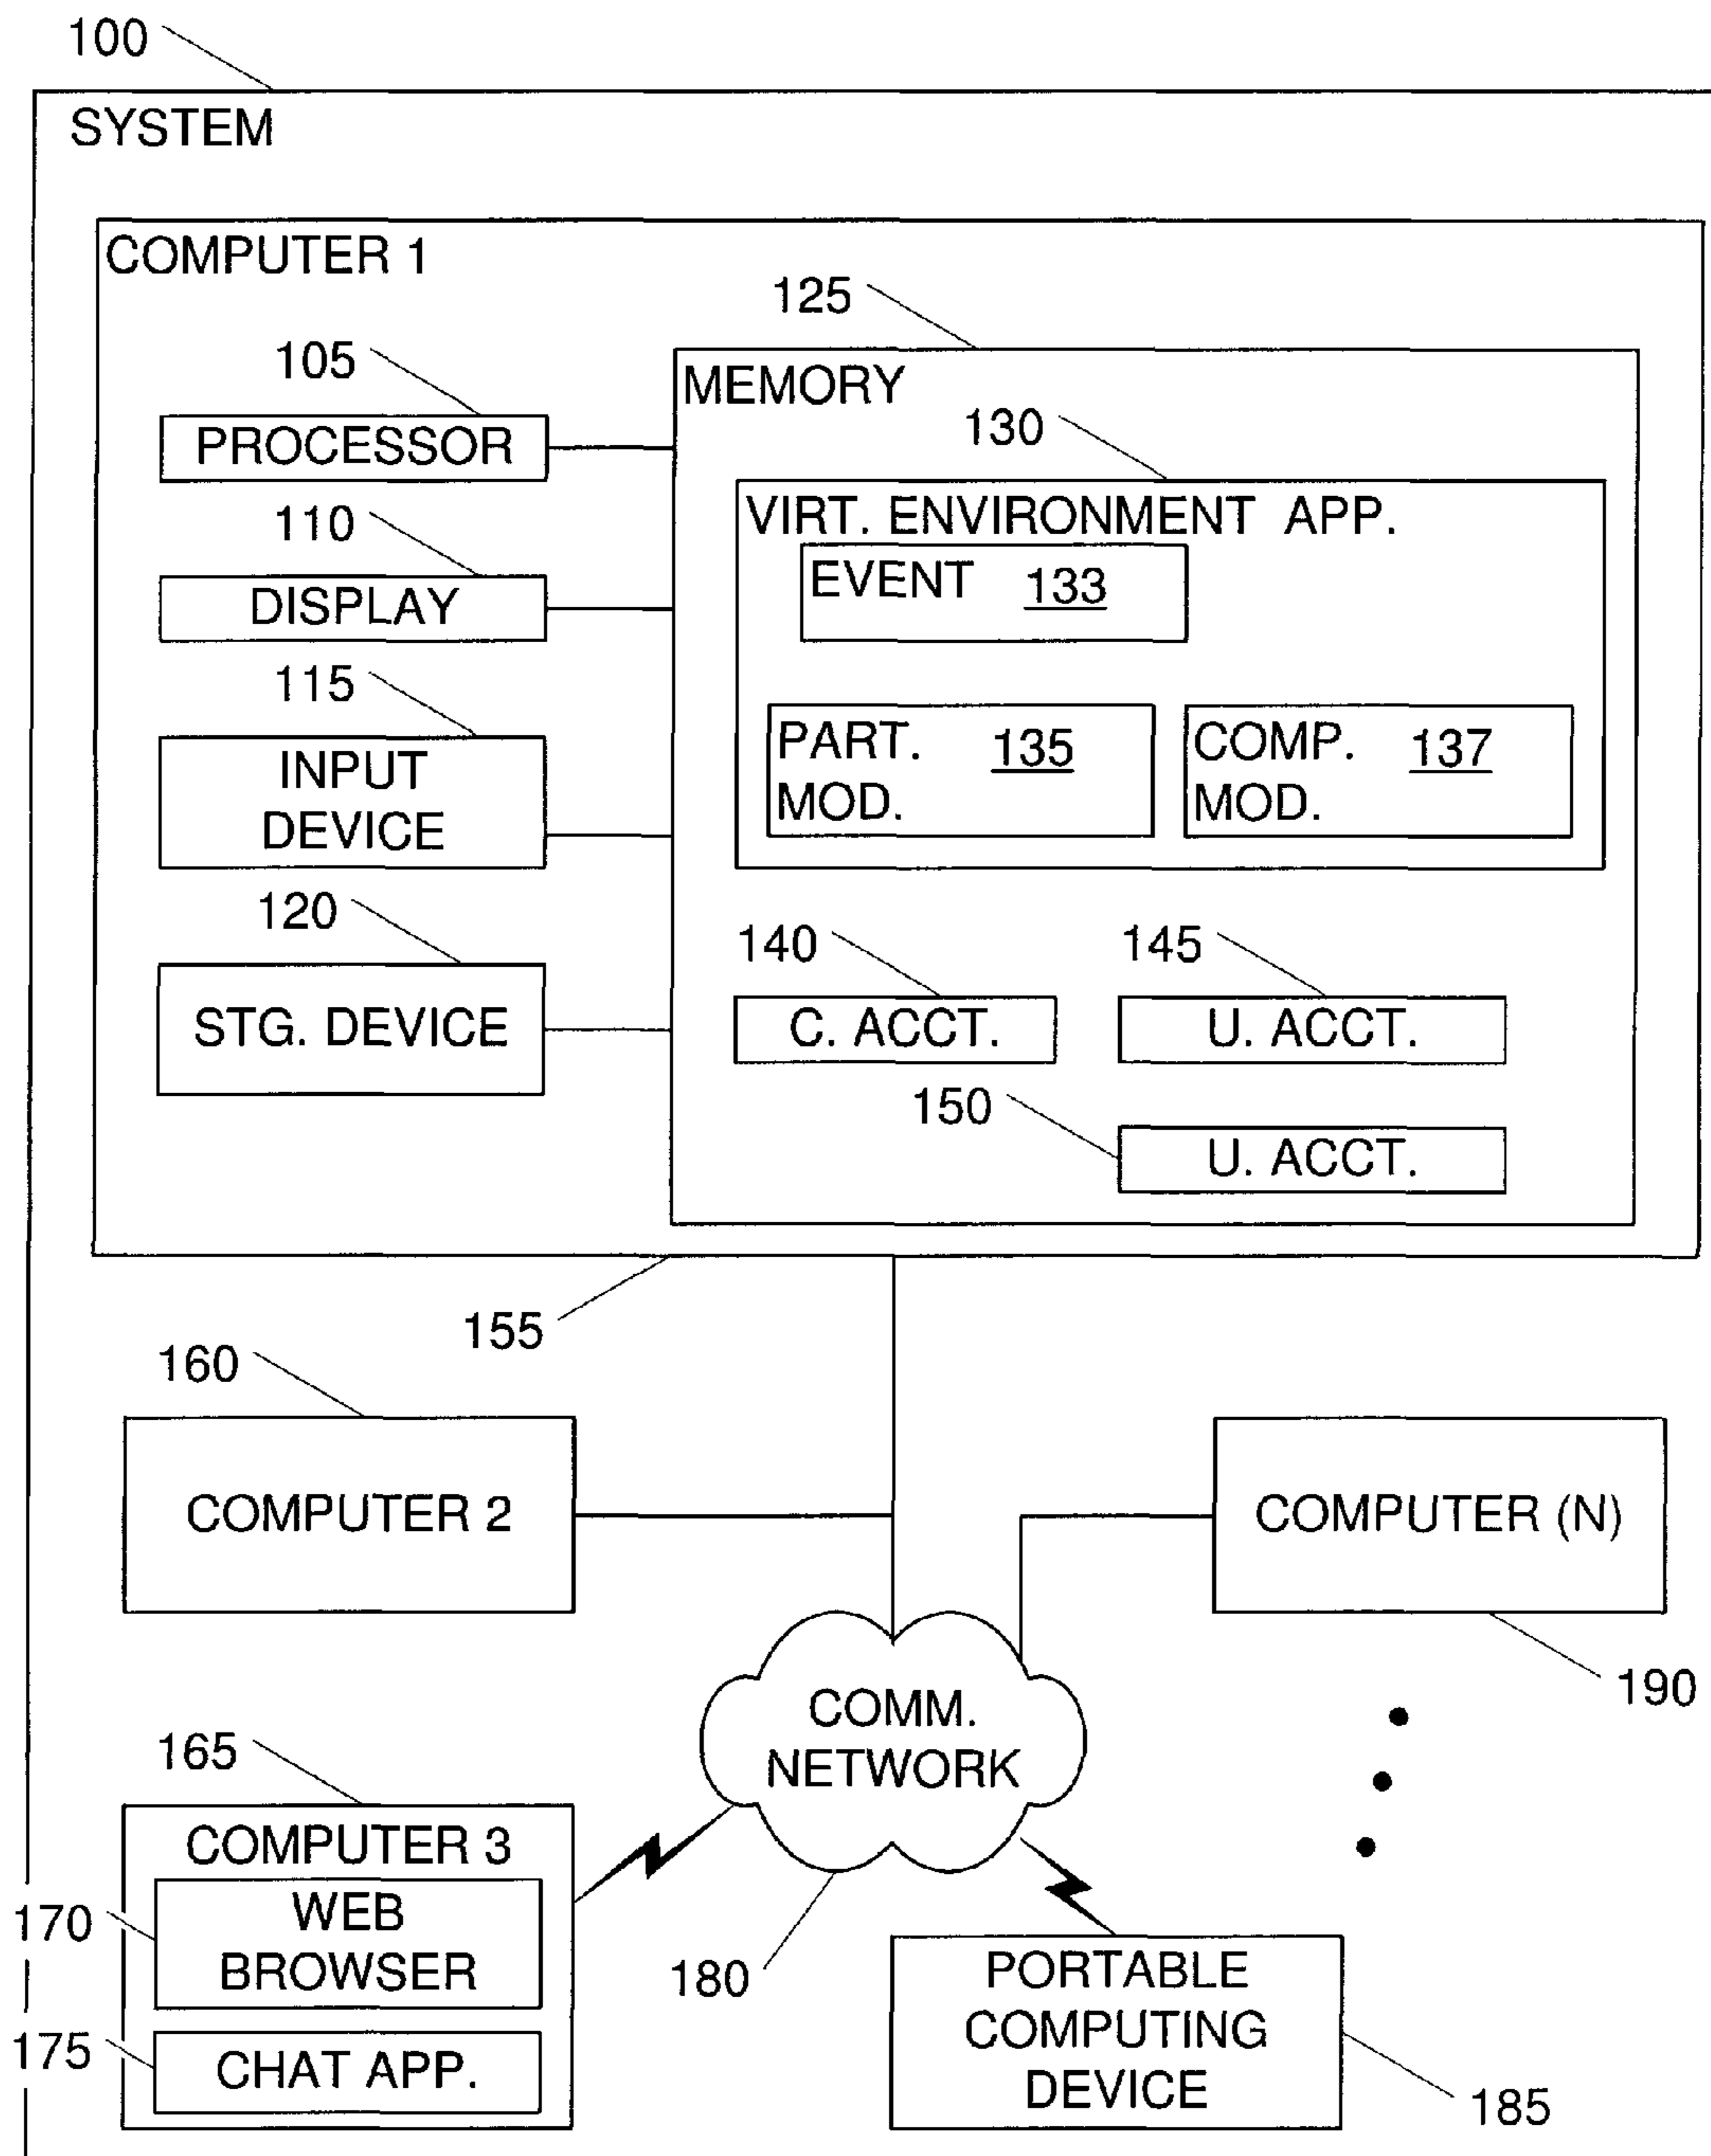 100
SYSTEM
COMPUTER 1
125
105
MEMORY
PROCESSOR
130
110
VIRT. ENVIRONMENT APP.
EVENT 133
DISPLAY
115
INPUT
DEVICE
PART. 135
MOD.
COMP. 137
MOD.
120
140
145
STG. DEVICE
C. ACCT.
U. ACCT.
150
U. ACCT.
155
160
COMPUTER 2
COMPUTER (N)
190
COMM.
NETWORK
165
COMPUTER 3
170
WEB
BROWSER
175
CHAT APP.
180
PORTABLE
COMPUTING
DEVICE
185